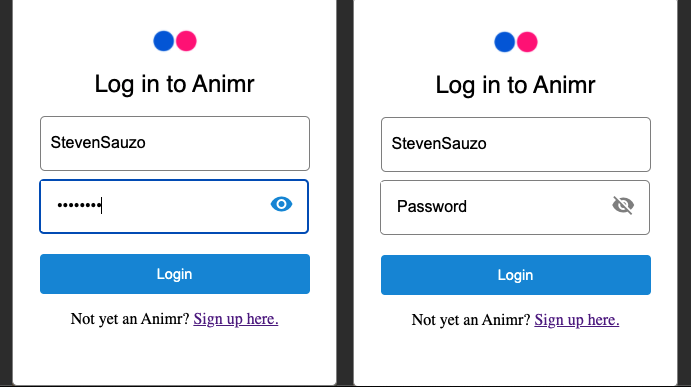 Log in to Animr
StevenSauzo
••••••••
Login
Not yet an Animr? Sign up here.
Log in to Animr
StevenSauzo
Password
Login
Not yet an Animr? Sign up here.